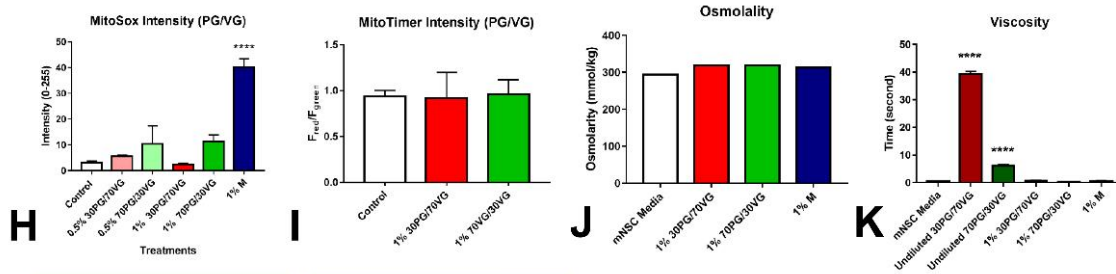 MitoSox Intensity (PG/VG)
Intensity (0-255)
50
40
30
20
10
0
****
Control
0.5% 30PG/70VG
0.5% 70PG/30VG
1% 30PG/70VG
1% 70PG/30VG
1% M
Treatments
H
MitoTimer Intensity (PG/VG)
Fred/Fgreen
1.5
1.0
0.5
0.0
Control
1% 30PG/70VG
1% 70VG/30VG
I
Osmolality
Osmolarity (mmol/kg)
400
300
200
100
0
mNSC Media
1% 30PG/70VG
1% 70PG/30VG
1% M
J
Viscosity
Time (second)
50
40
30
20
10
0
****
****
mNSC Media
Undiluted 30PG/70VG
Undiluted 70PG/30VG
1% 30PG/70VG
1% 70PG/30VG
1% M
K